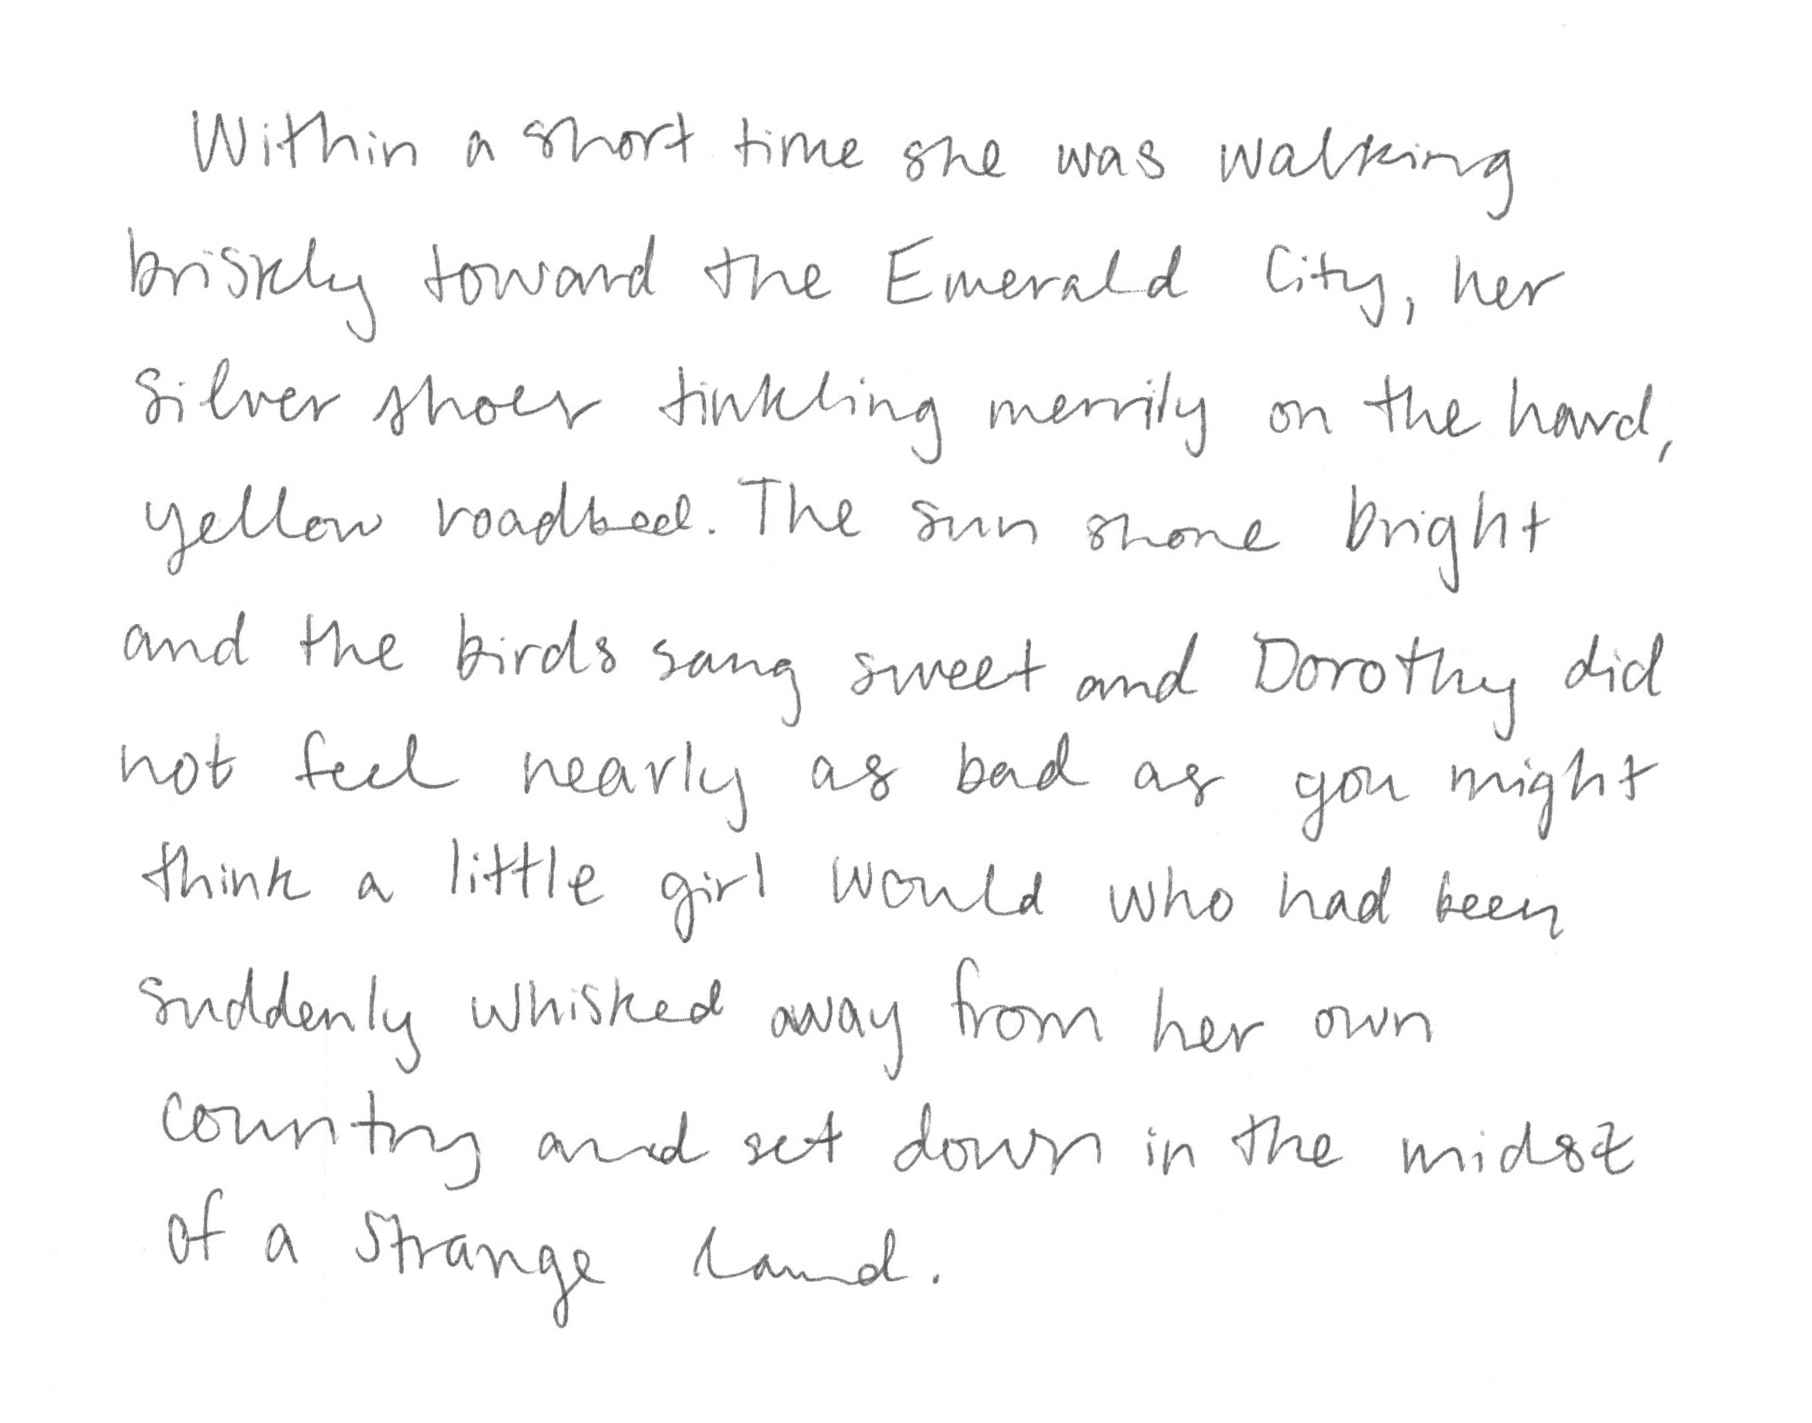 Within a short time she was walking
briskly toward the Emerald City, her
silver shoes tinkling merrily on the hard,
yellow roadbed. The sun shone bright
and the birds sang sweet and Dorothy did
not feel nearly as bad as you might
think a little girl would who had been
suddenly whisked away from her own
country and set down in the midst
of a strange land.